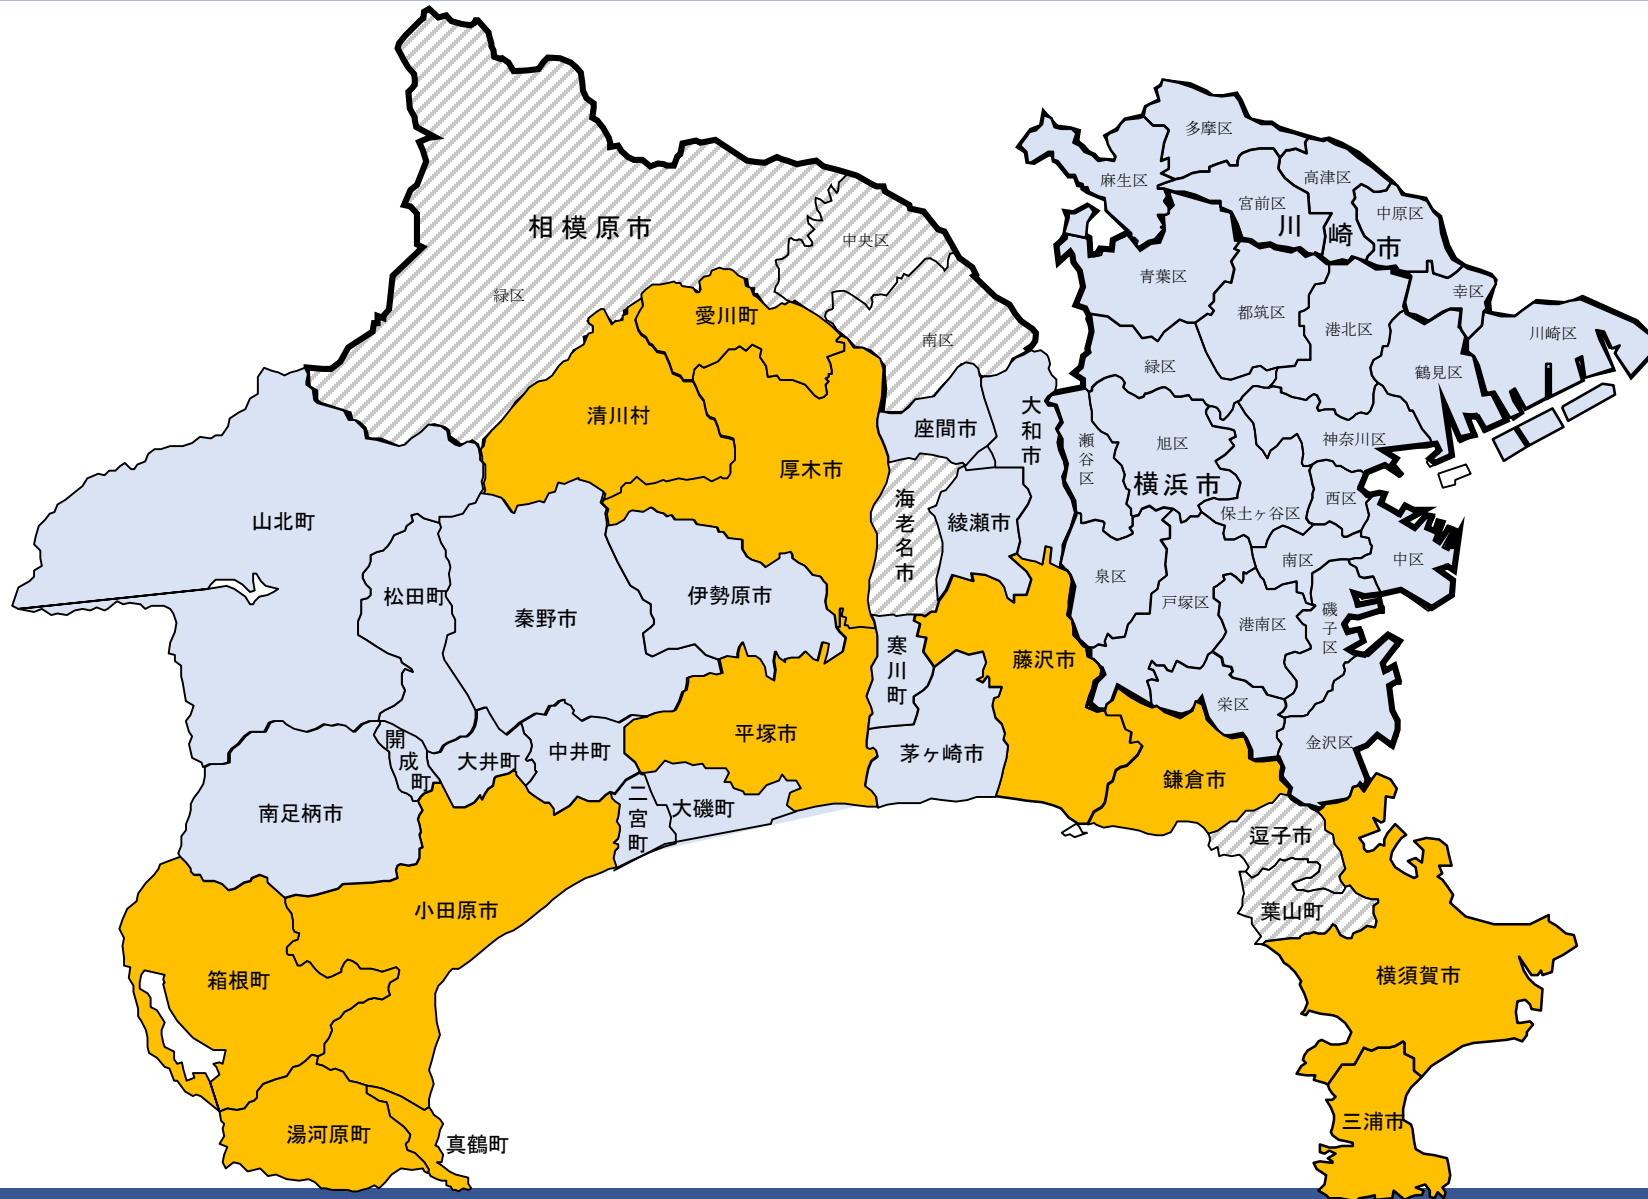 多摩区
麻生区
高津区
宮前区
中原区
川崎市
相模原市
中央区
緑区
南区
青葉区
都筑区
港北区
幸区
川崎区
鶴見区
緑区
愛川町
清川村
厚木市
座間市
大和市
瀬谷区
旭区
横浜市
神奈川区
保土ヶ谷区
西区
中区
南区
海老名市
綾瀬市
山北町
松田町
秦野市
伊勢原市
泉区
戸塚区
港南区
磯子区
栄区
金沢区
寒川町
藤沢市
平塚市
茅ヶ崎市
鎌倉市
開成町
大井町
中井町
二宮町
大磯町
南足柄市
逗子市
葉山町
小田原市
箱根町
横須賀市
湯河原町
真鶴町
三浦市